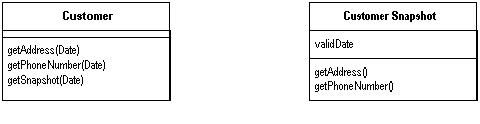 Customer
getAddress(Date)
getPhoneNumber(Date)
getSnapshot(Date)
Customer Snapshot
validDate
getAddress()
getPhoneNumber()